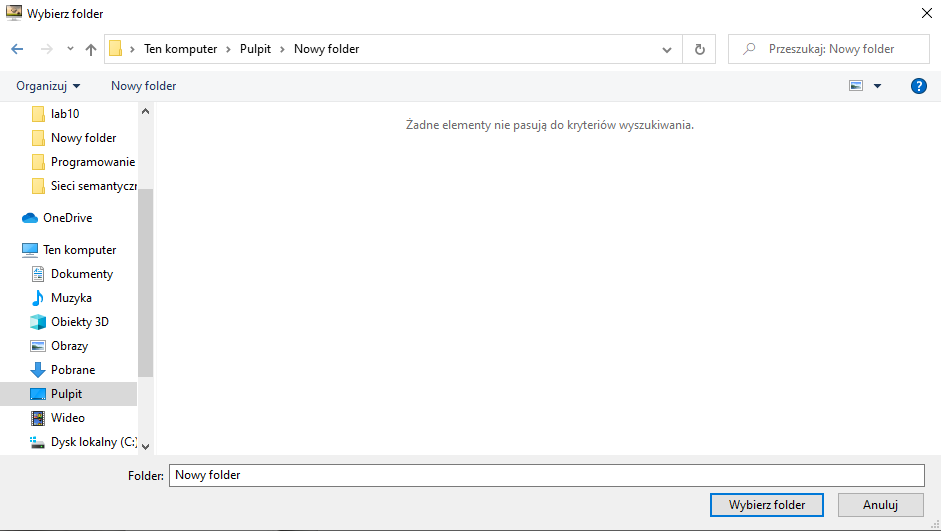 Wybierz folder
Ten komputer > Pulpit > Nowy folder
Przeszukaj: Nowy folder
Organizuj
Nowy folder
?
lab10
Nowy folder
Programowanie
Sieci semantyczn
OneDrive
Ten komputer
Dokumenty
Muzyka
Obiekty 3D
Obrazy
Pobrane
Pulpit
Wideo
Dysk lokalny (C:)
Żadne elementy nie pasują do kryteriów wyszukiwania.
Folder:
Nowy folder
Wybierz folder
Anuluj